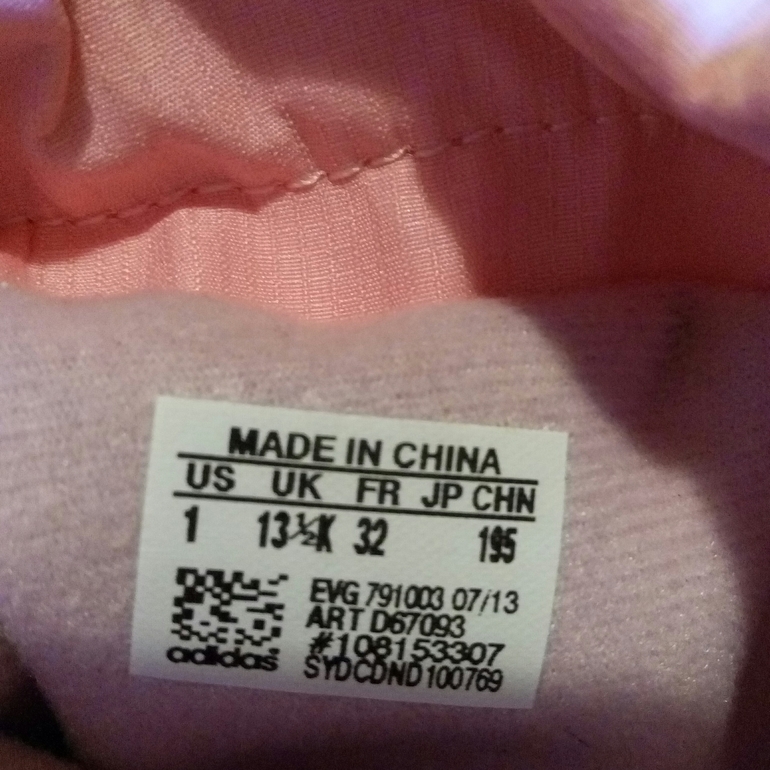 MADE IN CHINA
US UK FR JP CHN
1 13½K 32 195
EVG 791003 07/13
ART D67093
#108153307
adidas
SYDCDND100769